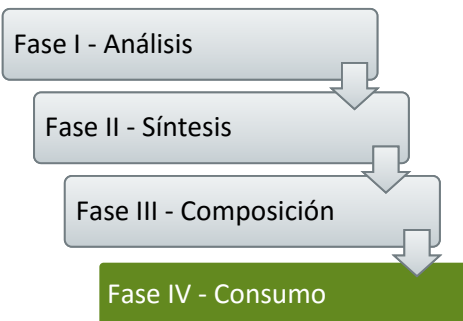 Fase I - Análisis
Fase II - Síntesis
Fase III - Composición
Fase IV - Consumo